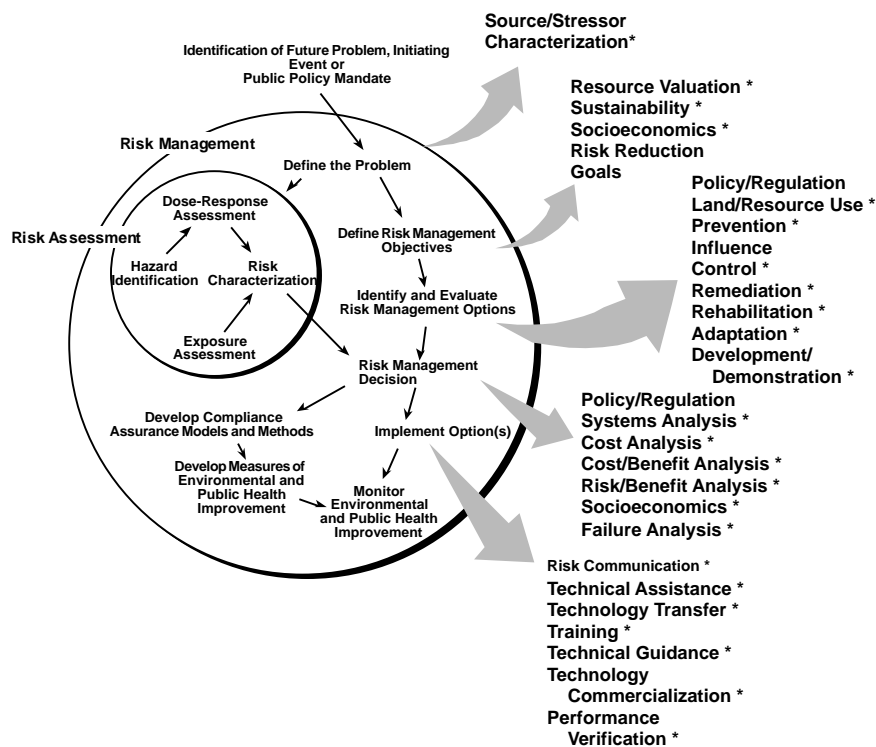 Source/Stressor
Characterization*
Identification of Future Problem, Initiating
Event or
Public Policy Mandate
Resource Valuation *
Sustainability *
Socioeconomics *
Risk Reduction
Goals
Risk Management
Define the Problem
Policy/Regulation
Land/Resource Use *
Prevention *
Influence
Control *
Remediation *
Rehabilitation *
Adaptation *
Development/
Demonstration *
Dose-Response
Assessment
Risk Assessment
Define Risk Management
Objectives
Hazard
Identification
Risk
Characterization
Identify and Evaluate
Risk Management Options
Exposure
Assessment
Risk Management
Decision
Policy/Regulation
Systems Analysis *
Cost Analysis *
Cost/Benefit Analysis *
Risk/Benefit Analysis *
Socioeconomics *
Failure Analysis *
Develop Compliance
Assurance Models and Methods
Implement Option(s)
Develop Measures of
Environmental and
Public Health
Improvement
Monitor
Environmental
and Public Health
Improvement
Risk Communication *
Technical Assistance *
Technology Transfer *
Training *
Technical Guidance *
Technology
Commercialization *
Performance
Verification *